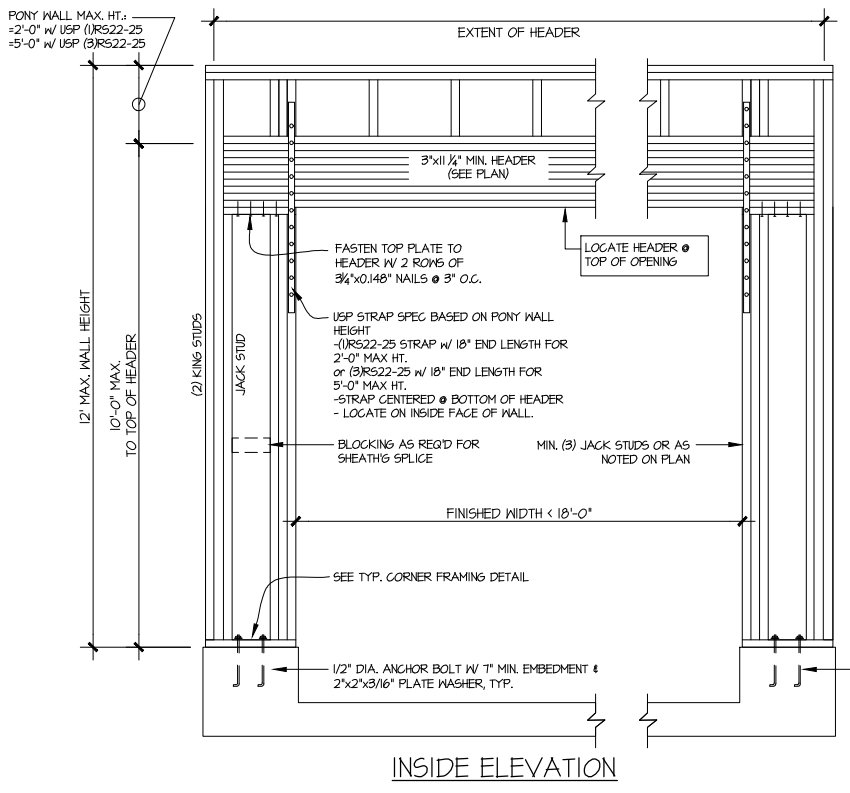 PONY WALL MAX. HT.:
=2'-0" W/ USP (1)RS22-25
=5'-0" W/ USP (3)RS22-25
EXTENT OF HEADER
3"x11 1/4" MIN. HEADER
(SEE PLAN)
FASTEN TOP PLATE TO
HEADER W/ 2 ROWS OF
3 1/4"x0.148" NAILS @ 3" O.C.
LOCATE HEADER @
TOP OF OPENING
USP STRAP SPEC BASED ON PONY WALL
HEIGHT
-(1)RS22-25 STRAP W/ 18" END LENGTH FOR
2'-0" MAX HT.
or (3)RS22-25 W/ 18" END LENGTH FOR
5'-0" MAX HT.
-STRAP CENTERED @ BOTTOM OF HEADER
- LOCATE ON INSIDE FACE OF WALL.
12' MAX. WALL HEIGHT
10'-0" MAX.
TO TOP OF HEADER
(2) KING STUDS
JACK STUD
BLOCKING AS REQ'D FOR
SHEATH'G SPLICE
MIN. (3) JACK STUDS OR AS
NOTED ON PLAN
FINISHED WIDTH < 18'-0"
SEE TYP. CORNER FRAMING DETAIL
1/2" DIA. ANCHOR BOLT W/ 7" MIN. EMBEDMENT &
2"x2"x3/16" PLATE WASHER, TYP.
INSIDE ELEVATION